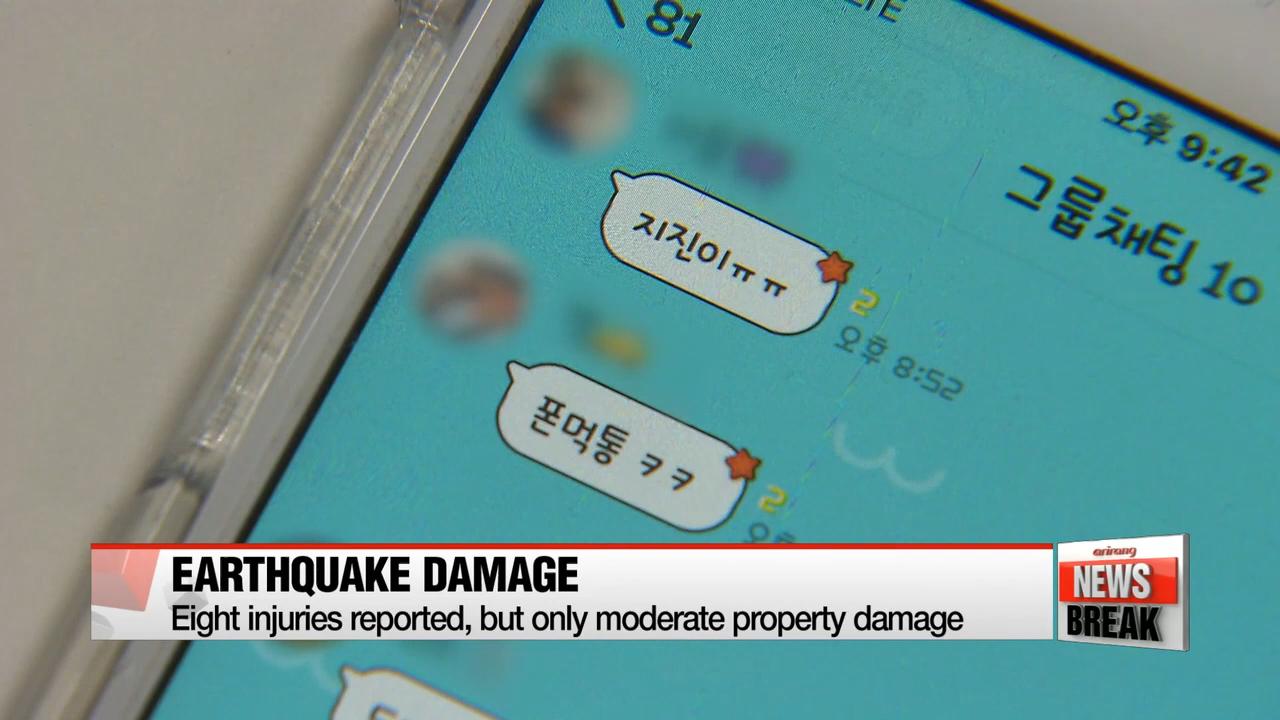 81
오후 9:42
그룹채팅 10
지진이ㅠㅠ
2
오후 8:52
폰먹통 ㅋㅋ
2
오후
EARTHQUAKE DAMAGE
Eight injuries reported, but only moderate property damage
arirang
NEWS
BREAK